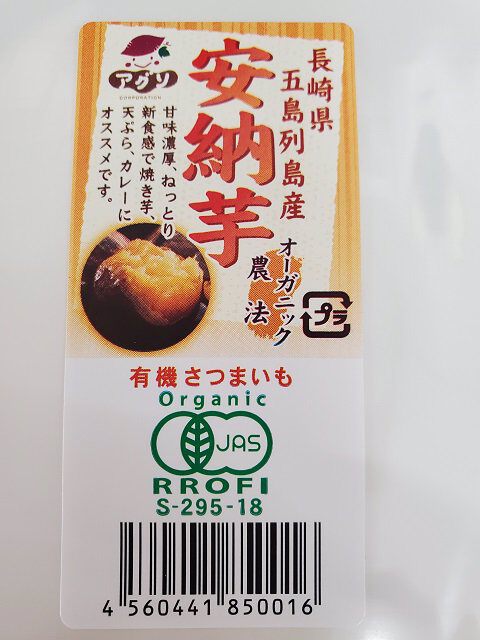 アグリ
CORPORATION
長崎県
五島列島産
安納芋
オーガニック
農法
甘味濃厚、ねっとり
新食感で焼き芋、
天ぷら、カレーに
オススメです。
プラ
有機さつまいも
Organic
JAS
RROFI
S-295-18
4 560441 850016